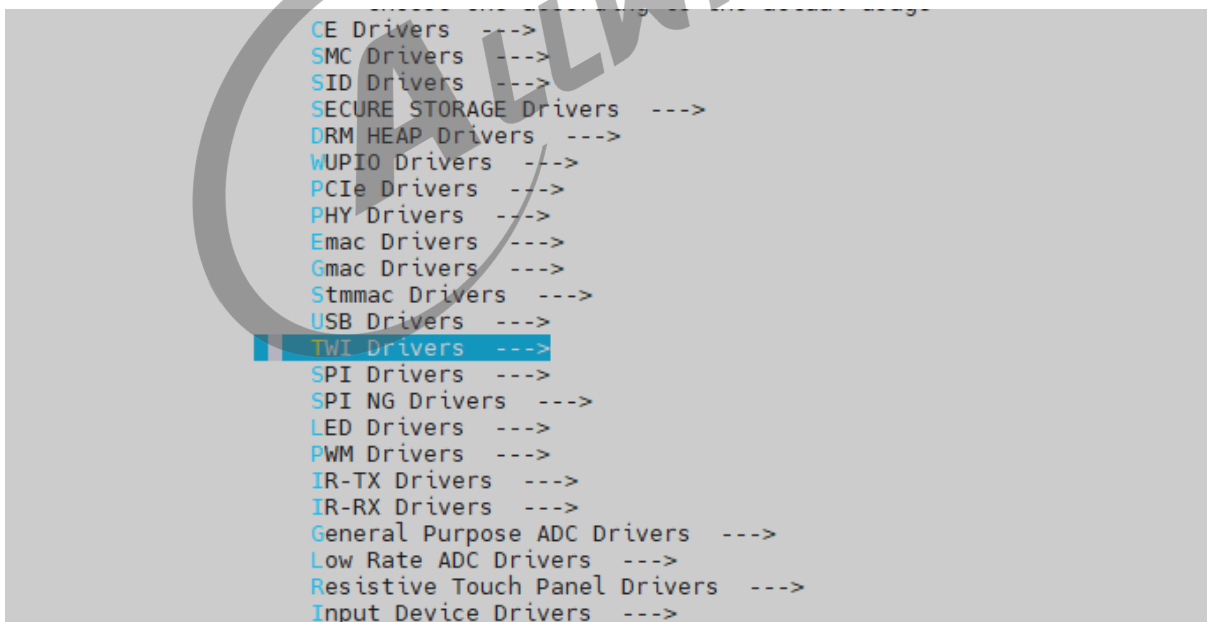 CE Drivers  --->
SMC Drivers  --->
SID Drivers  --->
SECURE STORAGE Drivers  --->
DRM HEAP Drivers  --->
WUPIO Drivers  --->
PCIe Drivers  --->
PHY Drivers  --->
Emac Drivers  --->
Gmac Drivers  --->
Stmmac Drivers  --->
USB Drivers  --->
TWI Drivers  --->
SPI Drivers  --->
SPI NG Drivers  --->
LED Drivers  --->
PWM Drivers  --->
IR-TX Drivers  --->
IR-RX Drivers  --->
General Purpose ADC Drivers  --->
Low Rate ADC Drivers  --->
Resistive Touch Panel Drivers  --->
Input Device Drivers  --->